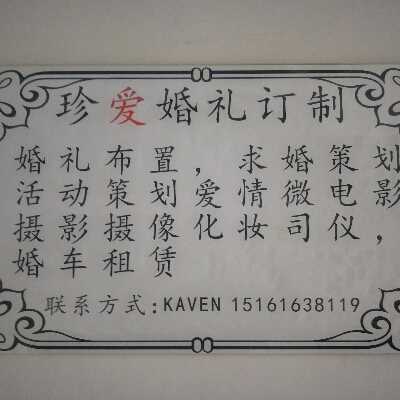 珍爱婚礼订制
婚礼布置，求婚策划
活动策划爱情微电影
摄影摄像化妆司仪，
婚车租赁
联系方式:KAVEN 15161638119